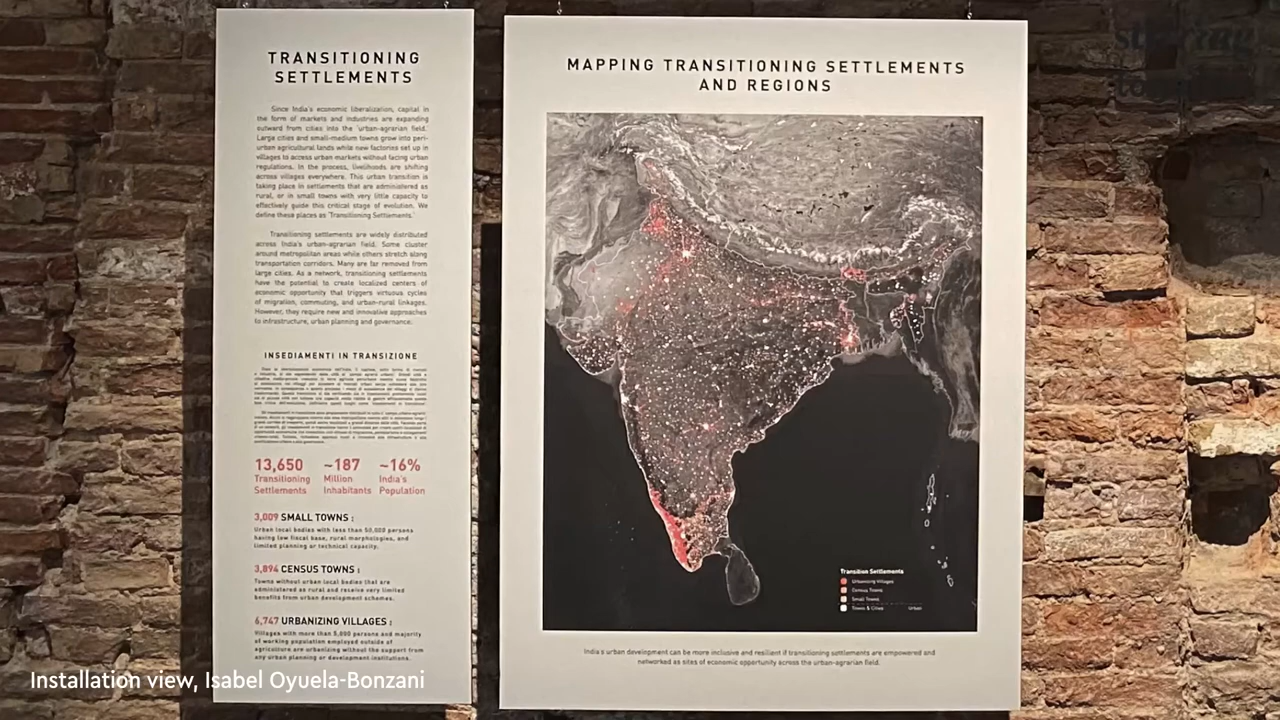 TRANSITIONING
SETTLEMENTS
Since India's economic liberalization, capital in
the form of markets and industries are expanding
outward from cities into the 'urban-agrarian field.'
Large cities and small-medium towns grow into peri-
urban agricultural lands while new factories set up in
villages to access urban markets without facing urban
regulations. In the process, livelihoods are shifting
across villages everywhere. This urban transition is
taking place in settlements that are administered as
rural, or in small towns with very little capacity to
effectively guide this critical stage of evolution. We
define these places as 'Transitioning Settlements.'
Transitioning settlements are widely distributed
across India's urban-agrarian field. Some cluster
around metropolitan areas while others stretch along
transportation corridors. Many are far removed from
large cities. As a network, transitioning settlements
have the potential to create localized centers of
economic opportunity that triggers virtuous cycles
of migration, commuting, and urban-rural linkages.
However, they require new and innovative approaches
to infrastructure, urban planning and governance.
INSEDIAMENTI IN TRANSIZIONE
13,650 ~187 ~16%
Transitioning Million India's
Settlements Inhabitants Population
3,009 SMALL TOWNS :
Urban local bodies with less than 50,000 persons
having low fiscal base, rural morphologies, and
limited planning or technical capacity.
3,894 CENSUS TOWNS :
Towns without urban local bodies that are
administered as rural and receive very limited
benefits from urban development schemes.
6,747 URBANIZING VILLAGES :
Villages with more than 5,000 persons and majority
of working population employed outside of
agriculture are urbanizing without the support from
any urban planning or development institutions.
MAPPING TRANSITIONING SETTLEMENTS
AND REGIONS
Transition Settlements
Urbanizing Villages
Census Towns
Small Towns
Towns & Cities Urban
India's urban development can be more inclusive and resilient if transitioning settlements are empowered and
networked as sites of economic opportunity across the urban-agrarian field.
Installation view, Isabel Oyuela-Bonzani